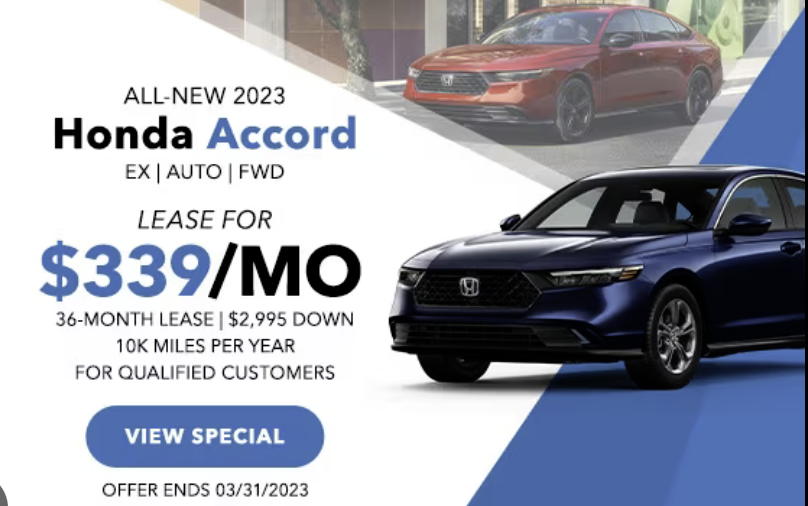 ALL-NEW 2023
Honda Accord
EX | AUTO | FWD
LEASE FOR
$339/MO
36-MONTH LEASE | $2,995 DOWN
10K MILES PER YEAR
FOR QUALIFIED CUSTOMERS
VIEW SPECIAL
OFFER ENDS 03/31/2023